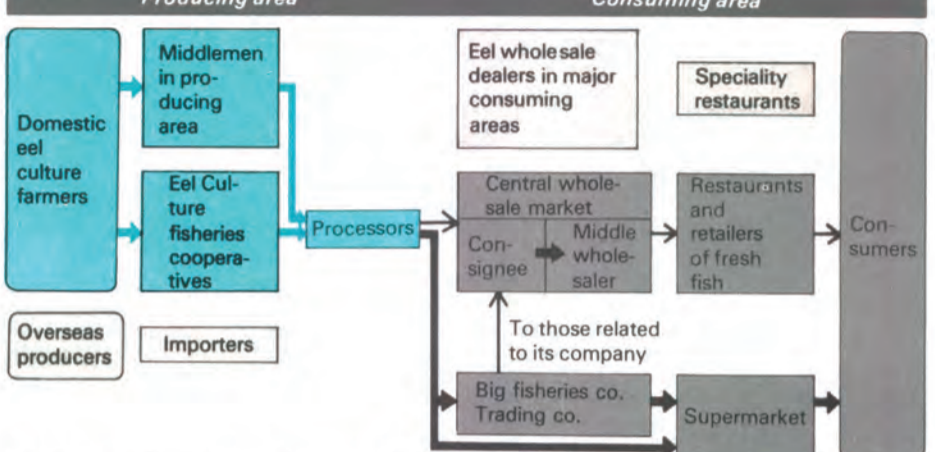 Producing area
Consuming area
Domestic
eel
culture
farmers
Middlemen
in pro-
ducing
area
Eel Cul-
ture
fisheries
coopera-
tives
Overseas
producers
Importers
Processors
Eel whole sale
dealers in major
consuming
areas
Speciality
restaurants
Central whole-
sale market
Con-
signee
Middle
whole-
saler
Restaurants
and
retailers
of fresh
fish
Con-
sumers
To those related
to its company
Big fisheries co.
Trading co.
Supermarket